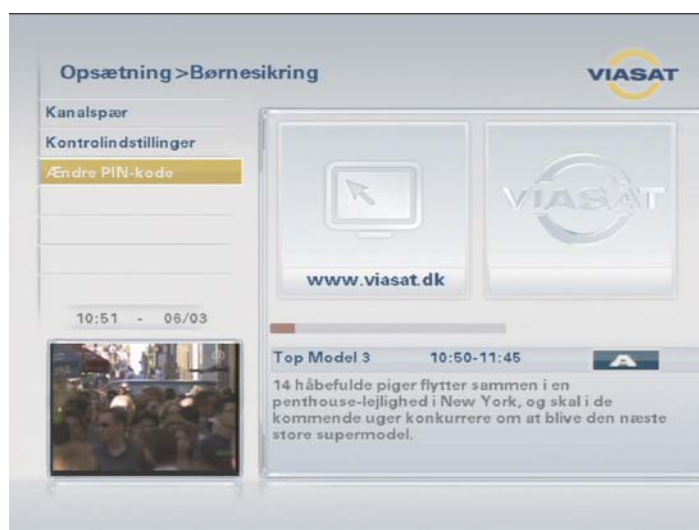 Opsætning>Børnesikring
VIASAT
Kanalspær
Kontrolindstillinger
Ændre PIN-kode
VIASAT
www.viasat.dk
10:51 - 06/03
Top Model 3 10:50-11:45 A
14 håbefulde piger flytter sammen i en
penthouse-lejlighed i New York, og skal i de
kommende uger konkurrere om at blive den næste
store supermodel.